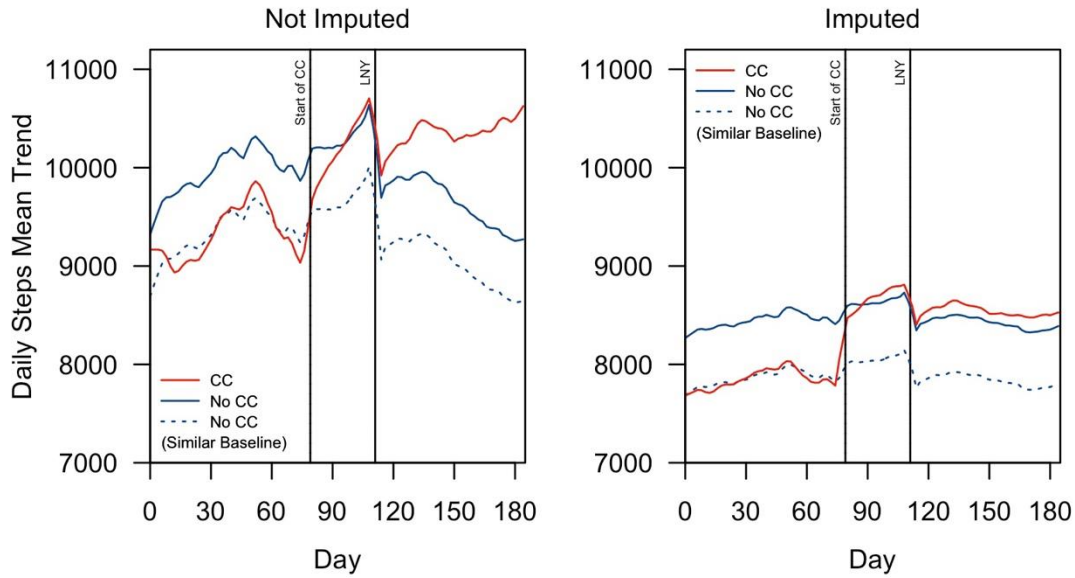 Not Imputed
Daily Steps Mean Trend
11000
10000
9000
8000
7000
Start of CC
LNY
CC
No CC
No CC
(Similar Baseline)
0 30 60 90 120 150 180
Day
Imputed
11000
10000
9000
8000
7000
CC
No CC
No CC
(Similar Baseline)
Start of CC
LNY
0 30 60 90 120 150 180
Day